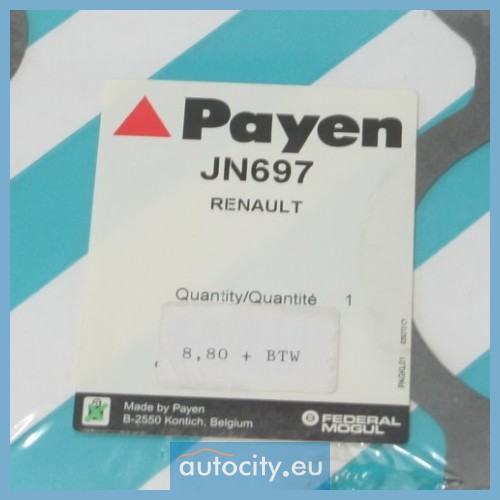 Payen
JN697
RENAULT
Quantity/Quantité 1
8,80 + BTW
Made by Payen
B-2550 Kontich, Belgium
FEDERAL
MOGUL
autocity.eu